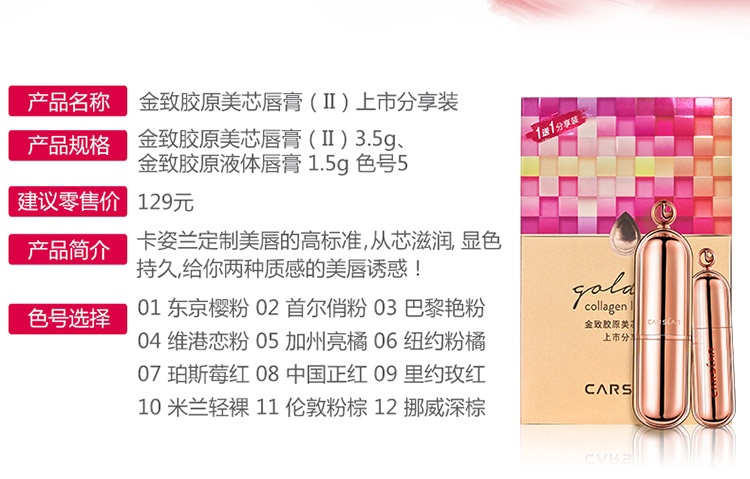 产品名称 金致胶原美芯唇膏（II）上市分享装
产品规格 金致胶原美芯唇膏（II）3.5g、
金致胶原液体唇膏 1.5g 色号5
建议零售价 129元
产品简介 卡姿兰定制美唇的高标准,从芯滋润, 显色
持久,给你两种质感的美唇诱惑！
色号选择 01 东京樱粉 02 首尔俏粉 03 巴黎艳粉
04 维港恋粉 05 加州亮橘 06 纽约粉橘
07 珀斯莓红 08 中国正红 09 里约玫红
10 米兰轻裸 11 伦敦粉棕 12 挪威深棕
1送1分享装
gold
collagen l
金致胶原美芯
上市分
CARS
CARSLAN
CARSLAN